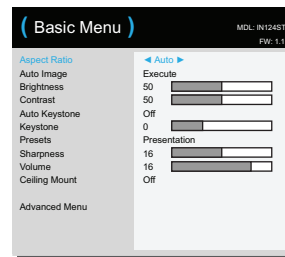 ( Basic Menu )
MDL: IN124ST
FW: 1.1
Aspect Ratio ◄ Auto ►
Auto Image Execute
Brightness 50
Contrast 50
Auto Keystone Off
Keystone 0
Presets Presentation
Sharpness 16
Volume 16
Ceiling Mount Off
Advanced Menu